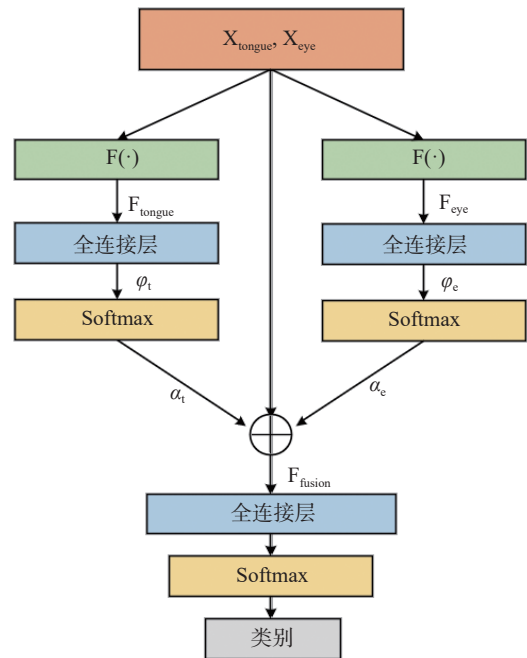 X_tongue, X_eye
F(·) F(·)
F_tongue F_eye
全连接层 全连接层
φ_t φ_e
Softmax Softmax
α_t α_e
F_fusion
全连接层
Softmax
类别